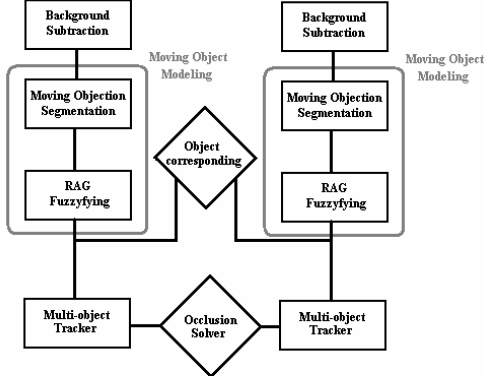 Background
Subtraction
Moving Object
Modeling
Moving Objection
Segmentation
RAG
Fuzzyfying
Object
corresponding
Background
Subtraction
Moving Object
Modeling
Moving Objection
Segmentation
RAG
Fuzzyfying
Multi-object
Tracker
Occlusion
Solver
Multi-object
Tracker